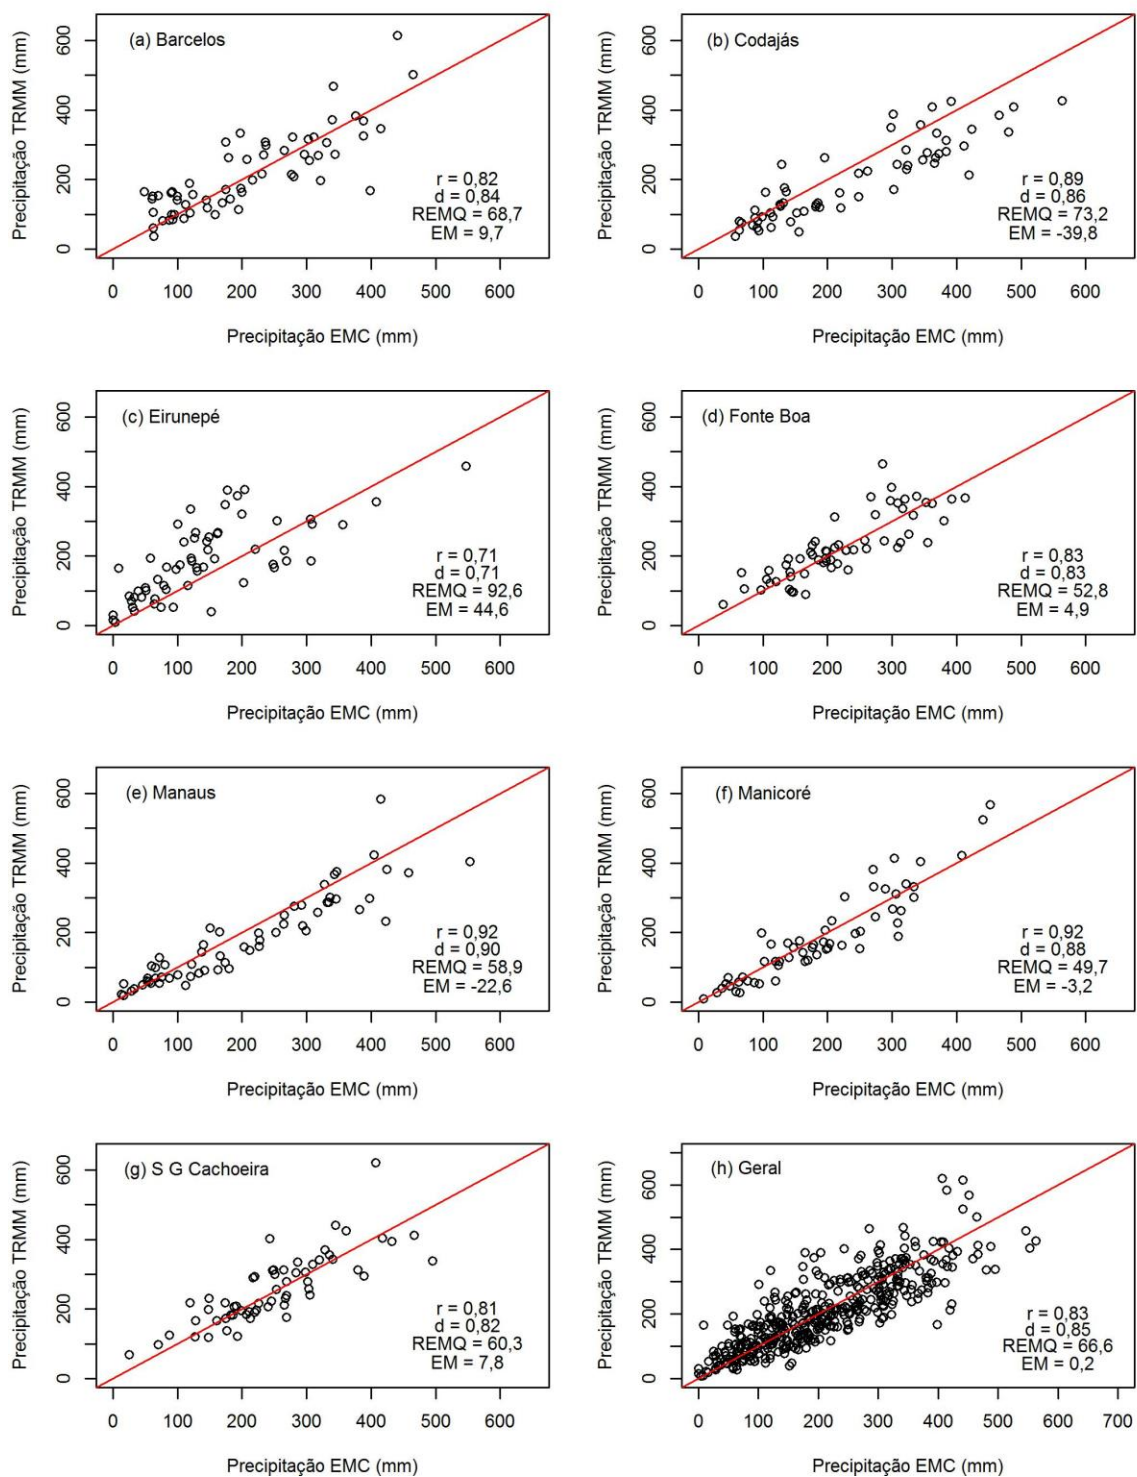 (a) Barcelos
Precipitação TRMM (mm)
600
400
200
0
r = 0,82
d = 0,84
REMQ = 68,7
EM = 9,7
0 100 200 300 400 500 600
Precipitação EMC (mm)
(b) Codajás
Precipitação TRMM (mm)
600
400
200
0
r = 0,89
d = 0,86
REMQ = 73,2
EM = -39,8
0 100 200 300 400 500 600
Precipitação EMC (mm)
(c) Eirunepé
Precipitação TRMM (mm)
600
400
200
0
r = 0,71
d = 0,71
REMQ = 92,6
EM = 44,6
0 100 200 300 400 500 600
Precipitação EMC (mm)
(d) Fonte Boa
Precipitação TRMM (mm)
600
400
200
0
r = 0,83
d = 0,83
REMQ = 52,8
EM = 4,9
0 100 200 300 400 500 600
Precipitação EMC (mm)
(e) Manaus
Precipitação TRMM (mm)
600
400
200
0
r = 0,92
d = 0,90
REMQ = 58,9
EM = -22,6
0 100 200 300 400 500 600
Precipitação EMC (mm)
(f) Manicoré
Precipitação TRMM (mm)
600
400
200
0
r = 0,92
d = 0,88
REMQ = 49,7
EM = -3,2
0 100 200 300 400 500 600
Precipitação EMC (mm)
(g) S G Cachoeira
Precipitação TRMM (mm)
600
400
200
0
r = 0,81
d = 0,82
REMQ = 60,3
EM = 7,8
0 100 200 300 400 500 600
Precipitação EMC (mm)
(h) Geral
Precipitação TRMM (mm)
600
400
200
0
r = 0,83
d = 0,85
REMQ = 66,6
EM = 0,2
0 100 200 300 400 500 600 700
Precipitação EMC (mm)